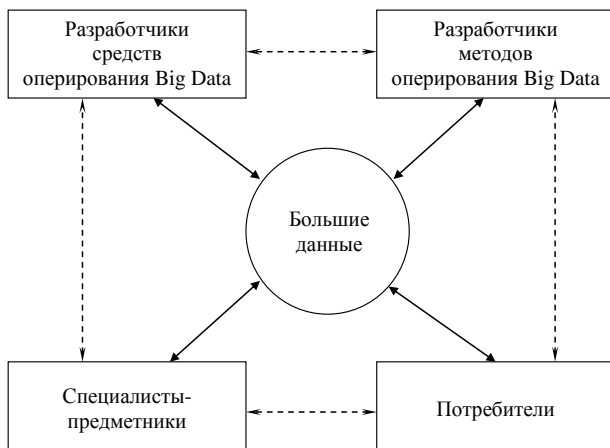 Разработчики
средств
оперирования Big Data
Разработчики
методов
оперирования Big Data
Большие
данные
Специалисты-
предметники
Потребители